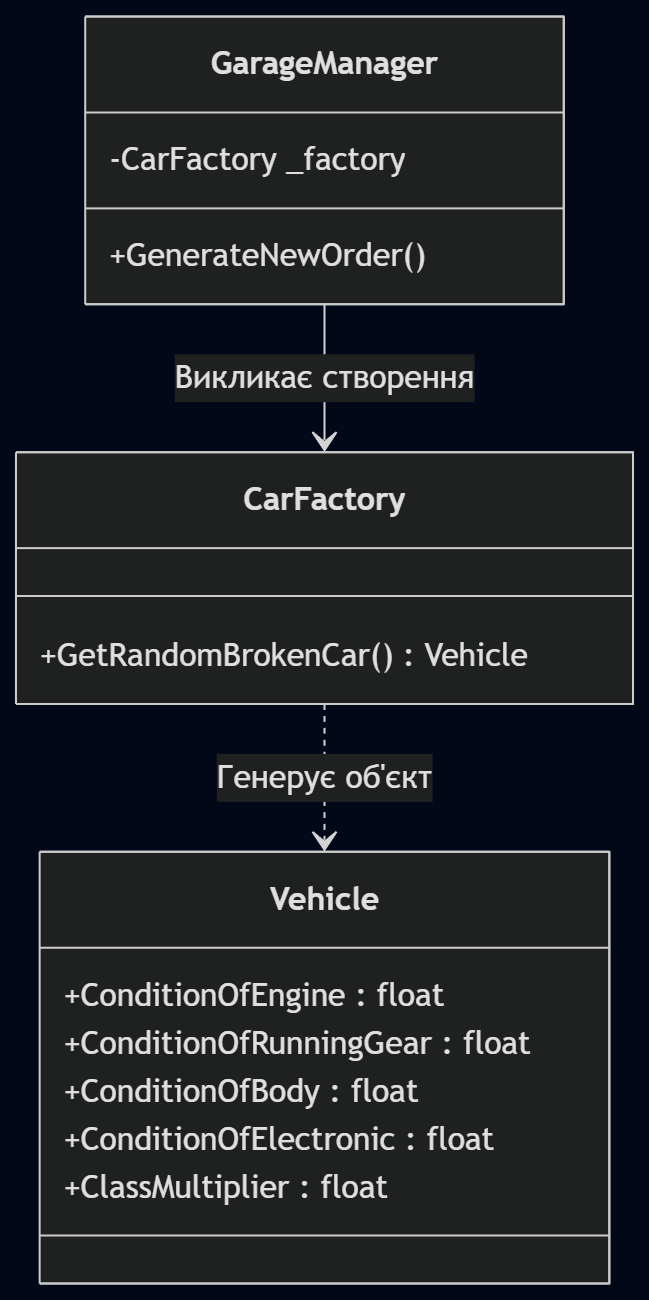 GarageManager
-CarFactory _factory
+GenerateNewOrder()
Викликає створення
CarFactory
+GetRandomBrokenCar() : Vehicle
Генерує об'єкт
Vehicle
+ConditionOfEngine : float
+ConditionOfRunningGear : float
+ConditionOfBody : float
+ConditionOfElectronic : float
+ClassMultiplier : float